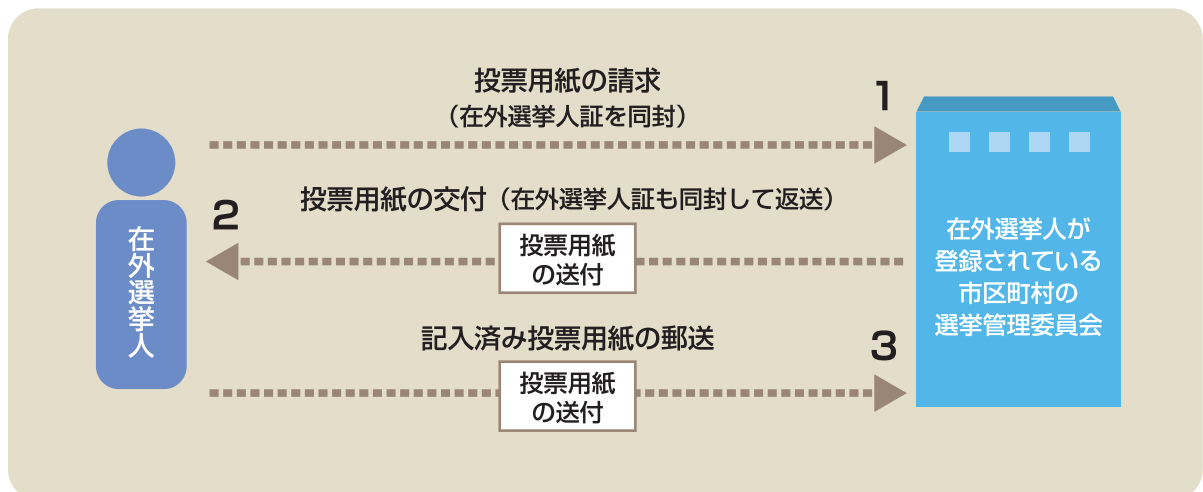 投票用紙の請求
（在外選挙人証を同封）
1
投票用紙の交付（在外選挙人証も同封して返送）
2
投票用紙
の送付
記入済み投票用紙の郵送
3
投票用紙
の送付
在外選挙人
在外選挙人が
登録されている
市区町村の
選挙管理委員会